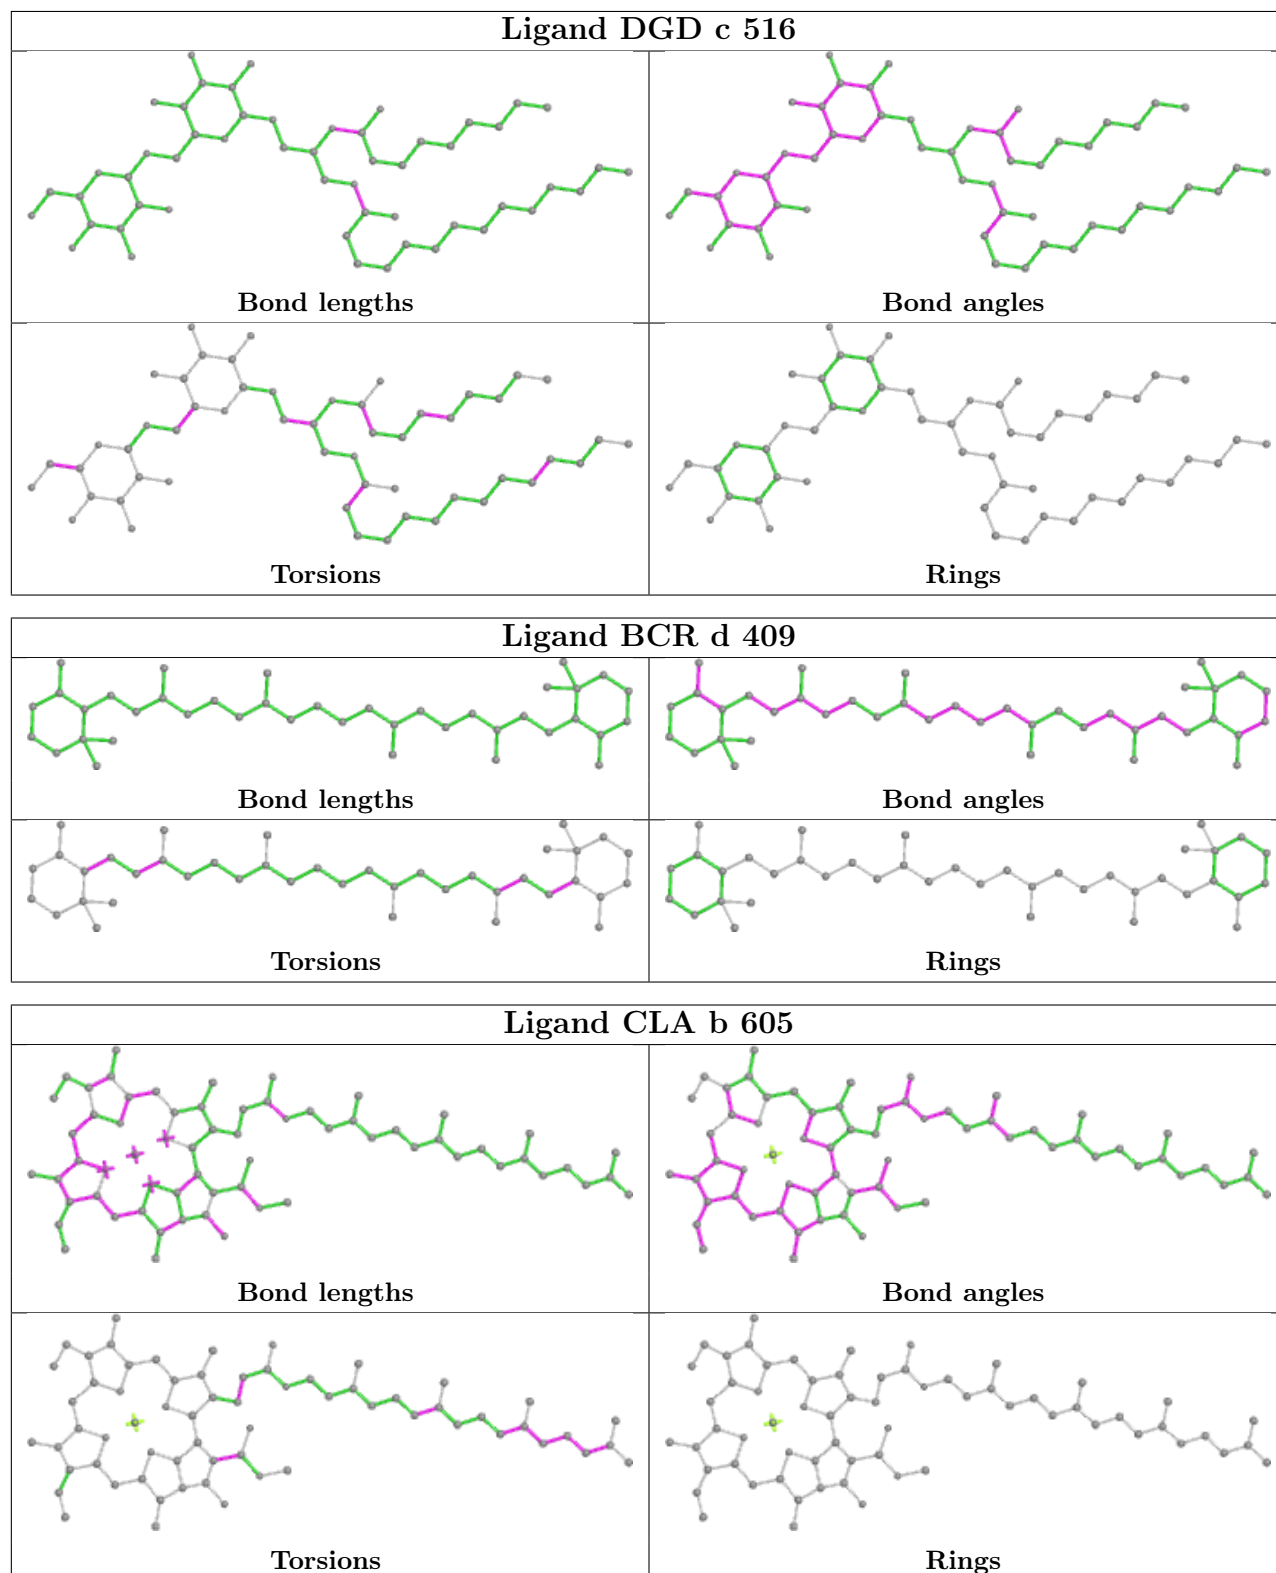 Ligand DGD c 516
Bond lengths
Bond angles
Torsions
Rings
Ligand BCR d 409
Bond lengths
Bond angles
Torsions
Rings
Ligand CLA b 605
Bond lengths
Bond angles
Torsions
Rings